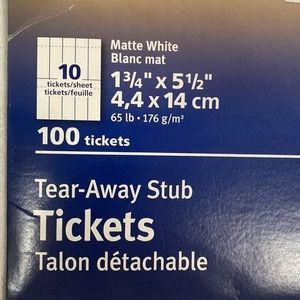 Matte White
Blanc mat
10
tickets/sheet
tickets/feuille
1 3/4" x 5 1/2"
4,4 x 14 cm
65 lb • 176 g/m²
100 tickets
Tear-Away Stub
Tickets
Talon détachable